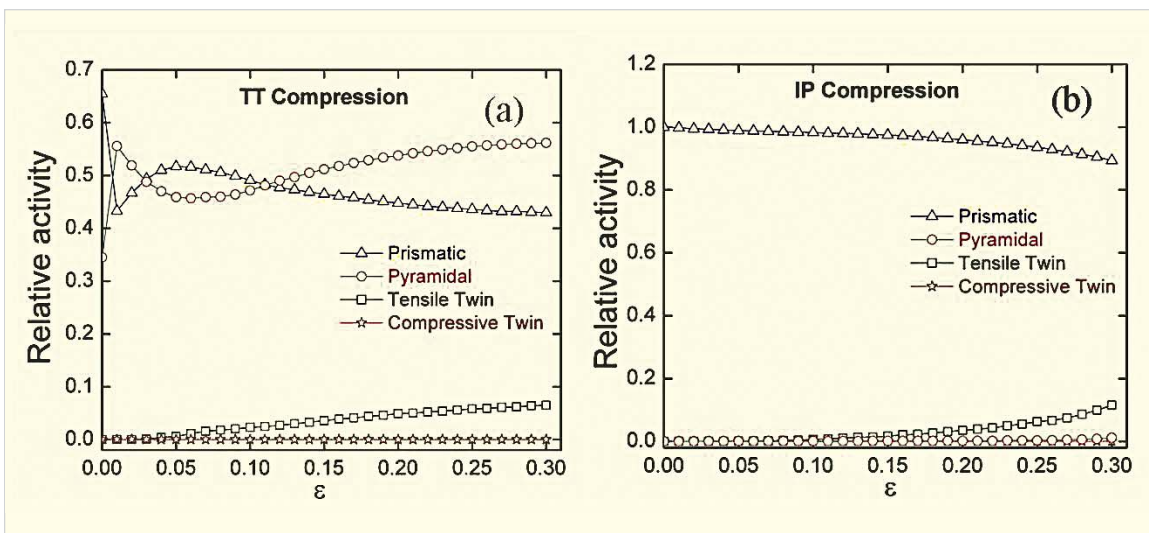 TT Compression
(a)
Relative activity
0.7
0.6
0.5
0.4
0.3
0.2
0.1
0.0
Prismatic
Pyramidal
Tensile Twin
Compressive Twin
0.00 0.05 0.10 0.15 0.20 0.25 0.30
ε
IP Compression
(b)
Relative activity
1.2
1.0
0.8
0.6
0.4
0.2
0.0
Prismatic
Pyramidal
Tensile Twin
Compressive Twin
0.00 0.05 0.10 0.15 0.20 0.25 0.30
ε